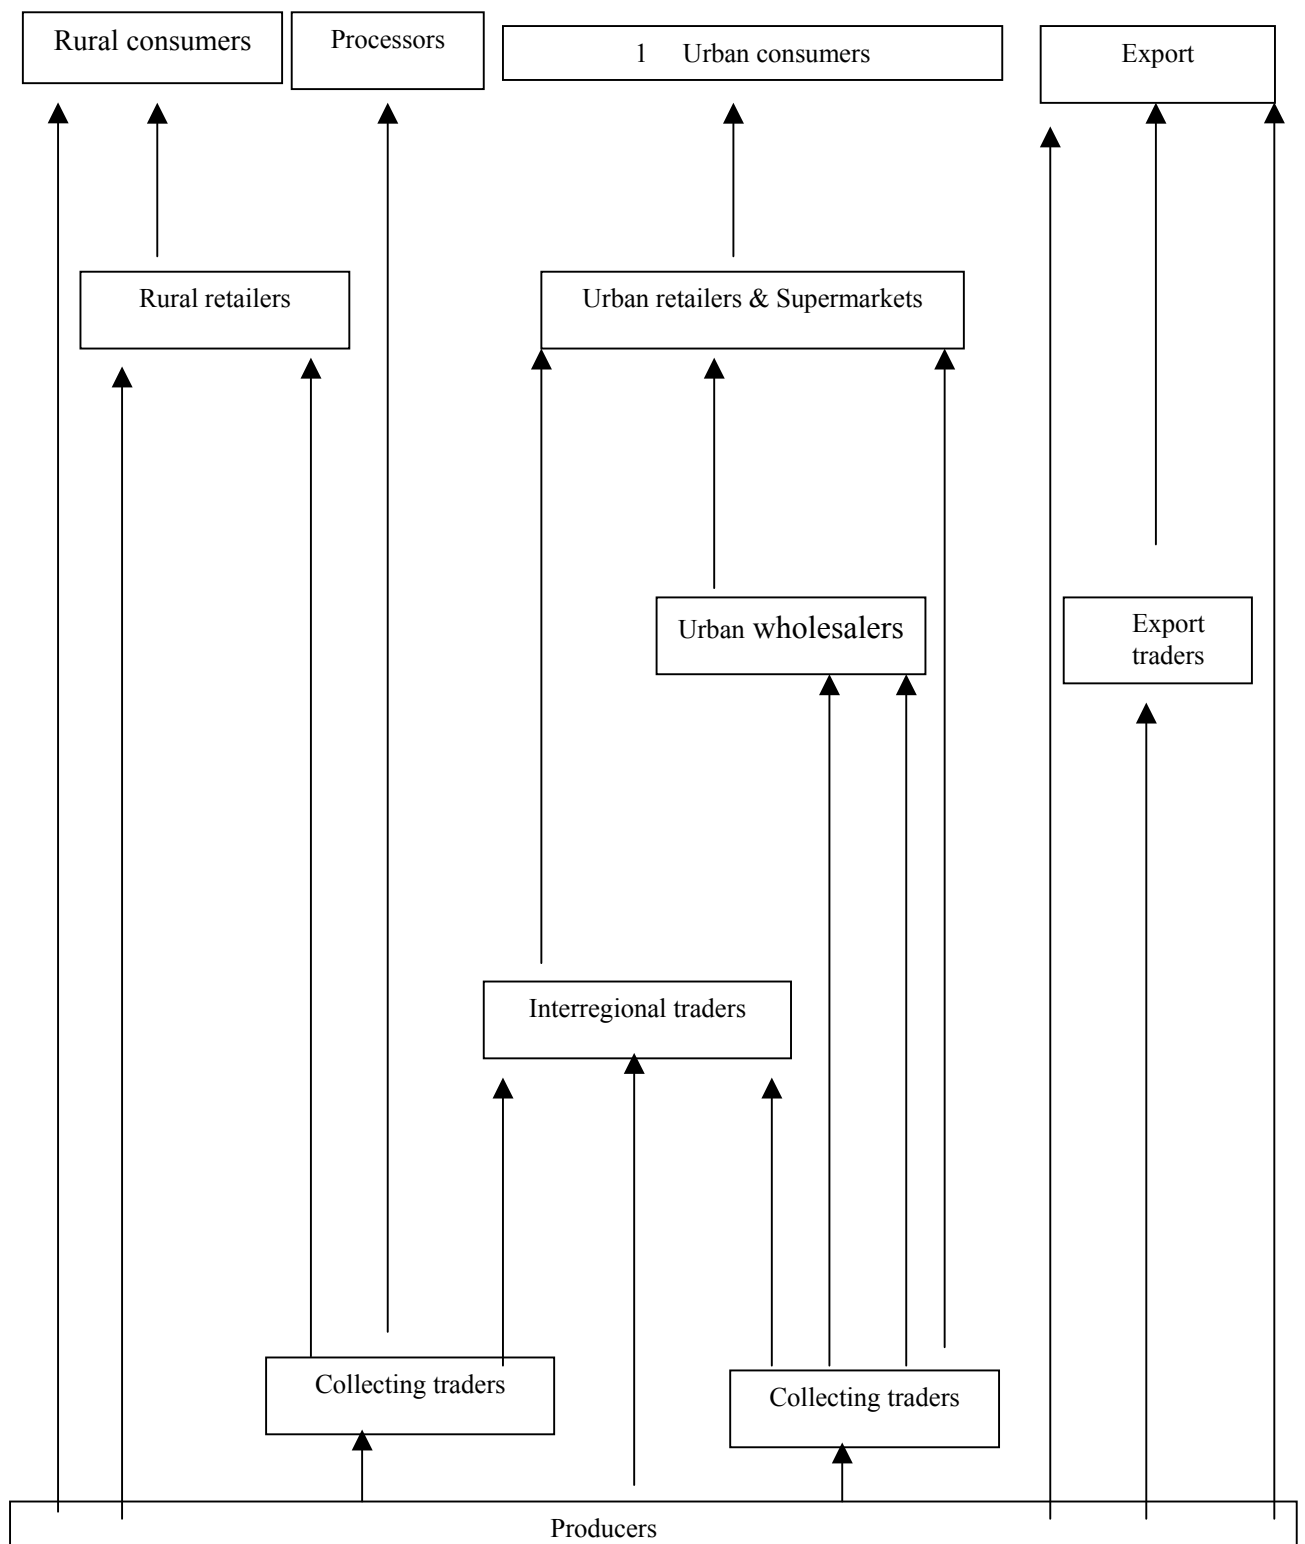 Rural consumers
Processors
1 Urban consumers
Export
Rural retailers
Urban retailers & Supermarkets
Urban wholesalers
Export
traders
Interregional traders
Collecting traders
Collecting traders
Producers